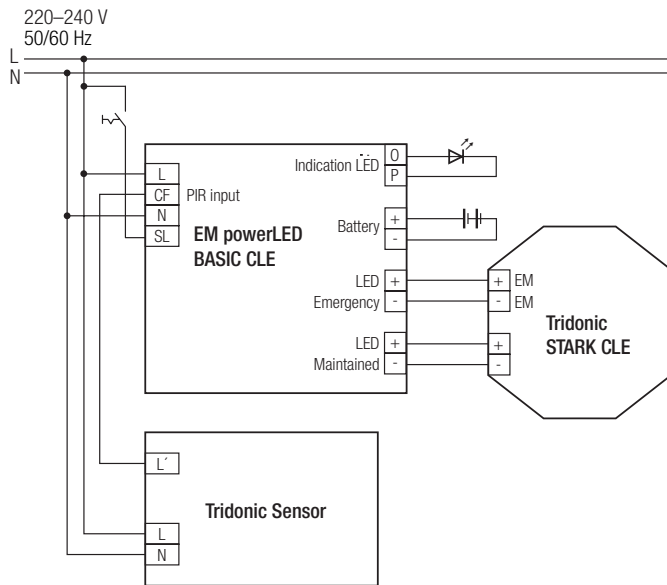 220–240 V
50/60 Hz
L
N
Indication LED
O
P
L
CF PIR input
N
SL
EM powerLED
BASIC CLE
Battery
+
-
LED
Emergency
+
-
LED
Maintained
+
-
+ EM
- EM
+
-
Tridonic
STARK CLE
L´
Tridonic Sensor
L
N